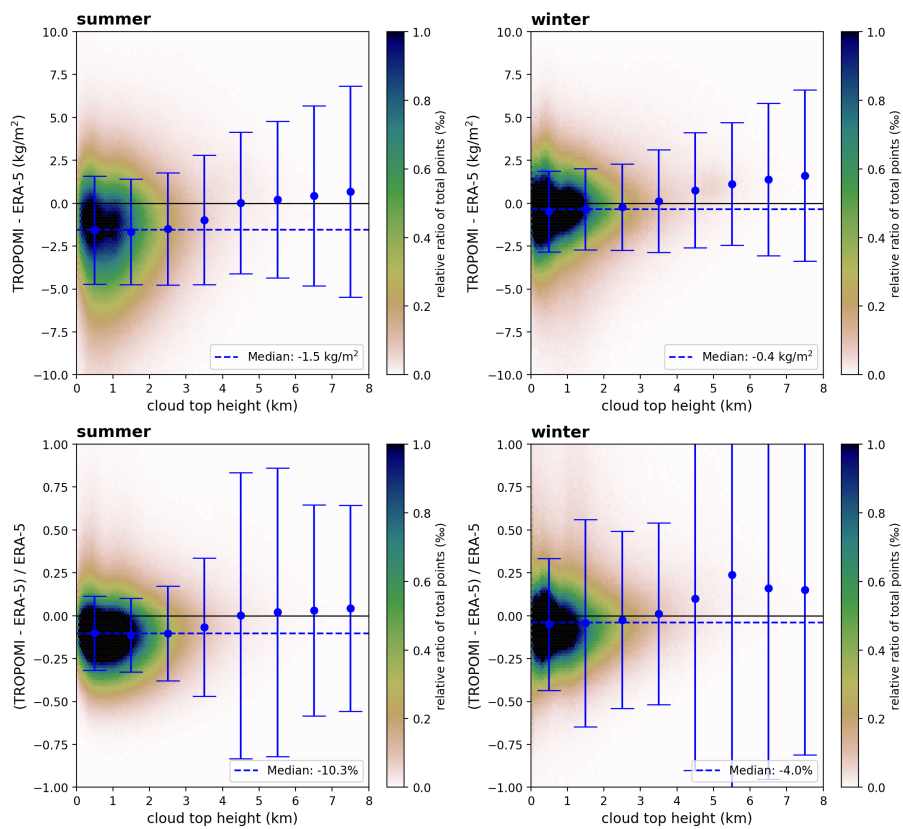 summer
10.0
7.5
5.0
2.5
0.0
−2.5
−5.0
−7.5
−10.0
TROPOMI - ERA-5 (kg/m²)
0 1 2 3 4 5 6 7 8
cloud top height (km)
Median: -1.5 kg/m²
1.0
0.8
0.6
0.4
0.2
0.0
relative ratio of total points (‰)
winter
10.0
7.5
5.0
2.5
0.0
−2.5
−5.0
−7.5
−10.0
TROPOMI - ERA-5 (kg/m²)
0 1 2 3 4 5 6 7 8
cloud top height (km)
Median: -0.4 kg/m²
1.0
0.8
0.6
0.4
0.2
0.0
relative ratio of total points (‰)
summer
1.00
0.75
0.50
0.25
0.00
−0.25
−0.50
−0.75
−1.00
(TROPOMI - ERA-5) / ERA-5
0 1 2 3 4 5 6 7 8
cloud top height (km)
Median: -10.3%
1.0
0.8
0.6
0.4
0.2
0.0
relative ratio of total points (‰)
winter
1.00
0.75
0.50
0.25
0.00
−0.25
−0.50
−0.75
−1.00
(TROPOMI - ERA-5) / ERA-5
0 1 2 3 4 5 6 7 8
cloud top height (km)
Median: -4.0%
1.0
0.8
0.6
0.4
0.2
0.0
relative ratio of total points (‰)